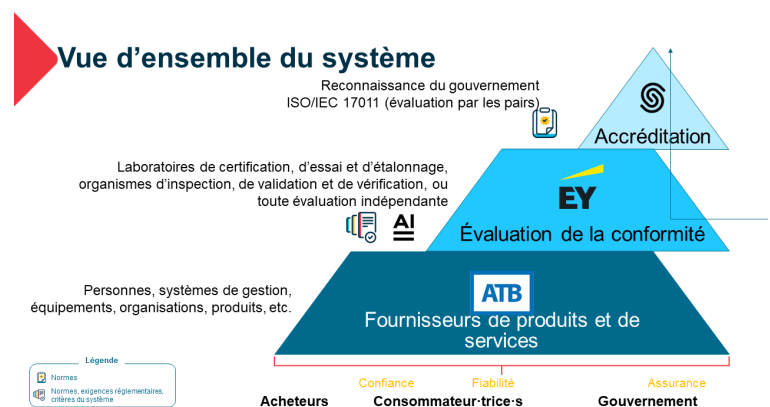 Vue d’ensemble du système
Reconnaissance du gouvernement
ISO/IEC 17011 (évaluation par les pairs)
Accréditation
Laboratoires de certification, d’essai et d’étalonnage,
organismes d’inspection, de validation et de vérification, ou
toute évaluation indépendante
AI
EY
Évaluation de la conformité
Personnes, systèmes de gestion,
équipements, organisations, produits, etc.
ATB
Fournisseurs de produits et de
services
Légende
Normes
Normes, exigences réglementaires,
critères du système
Confiance Fiabilité Assurance
Acheteurs Consommateur·trice·s Gouvernement